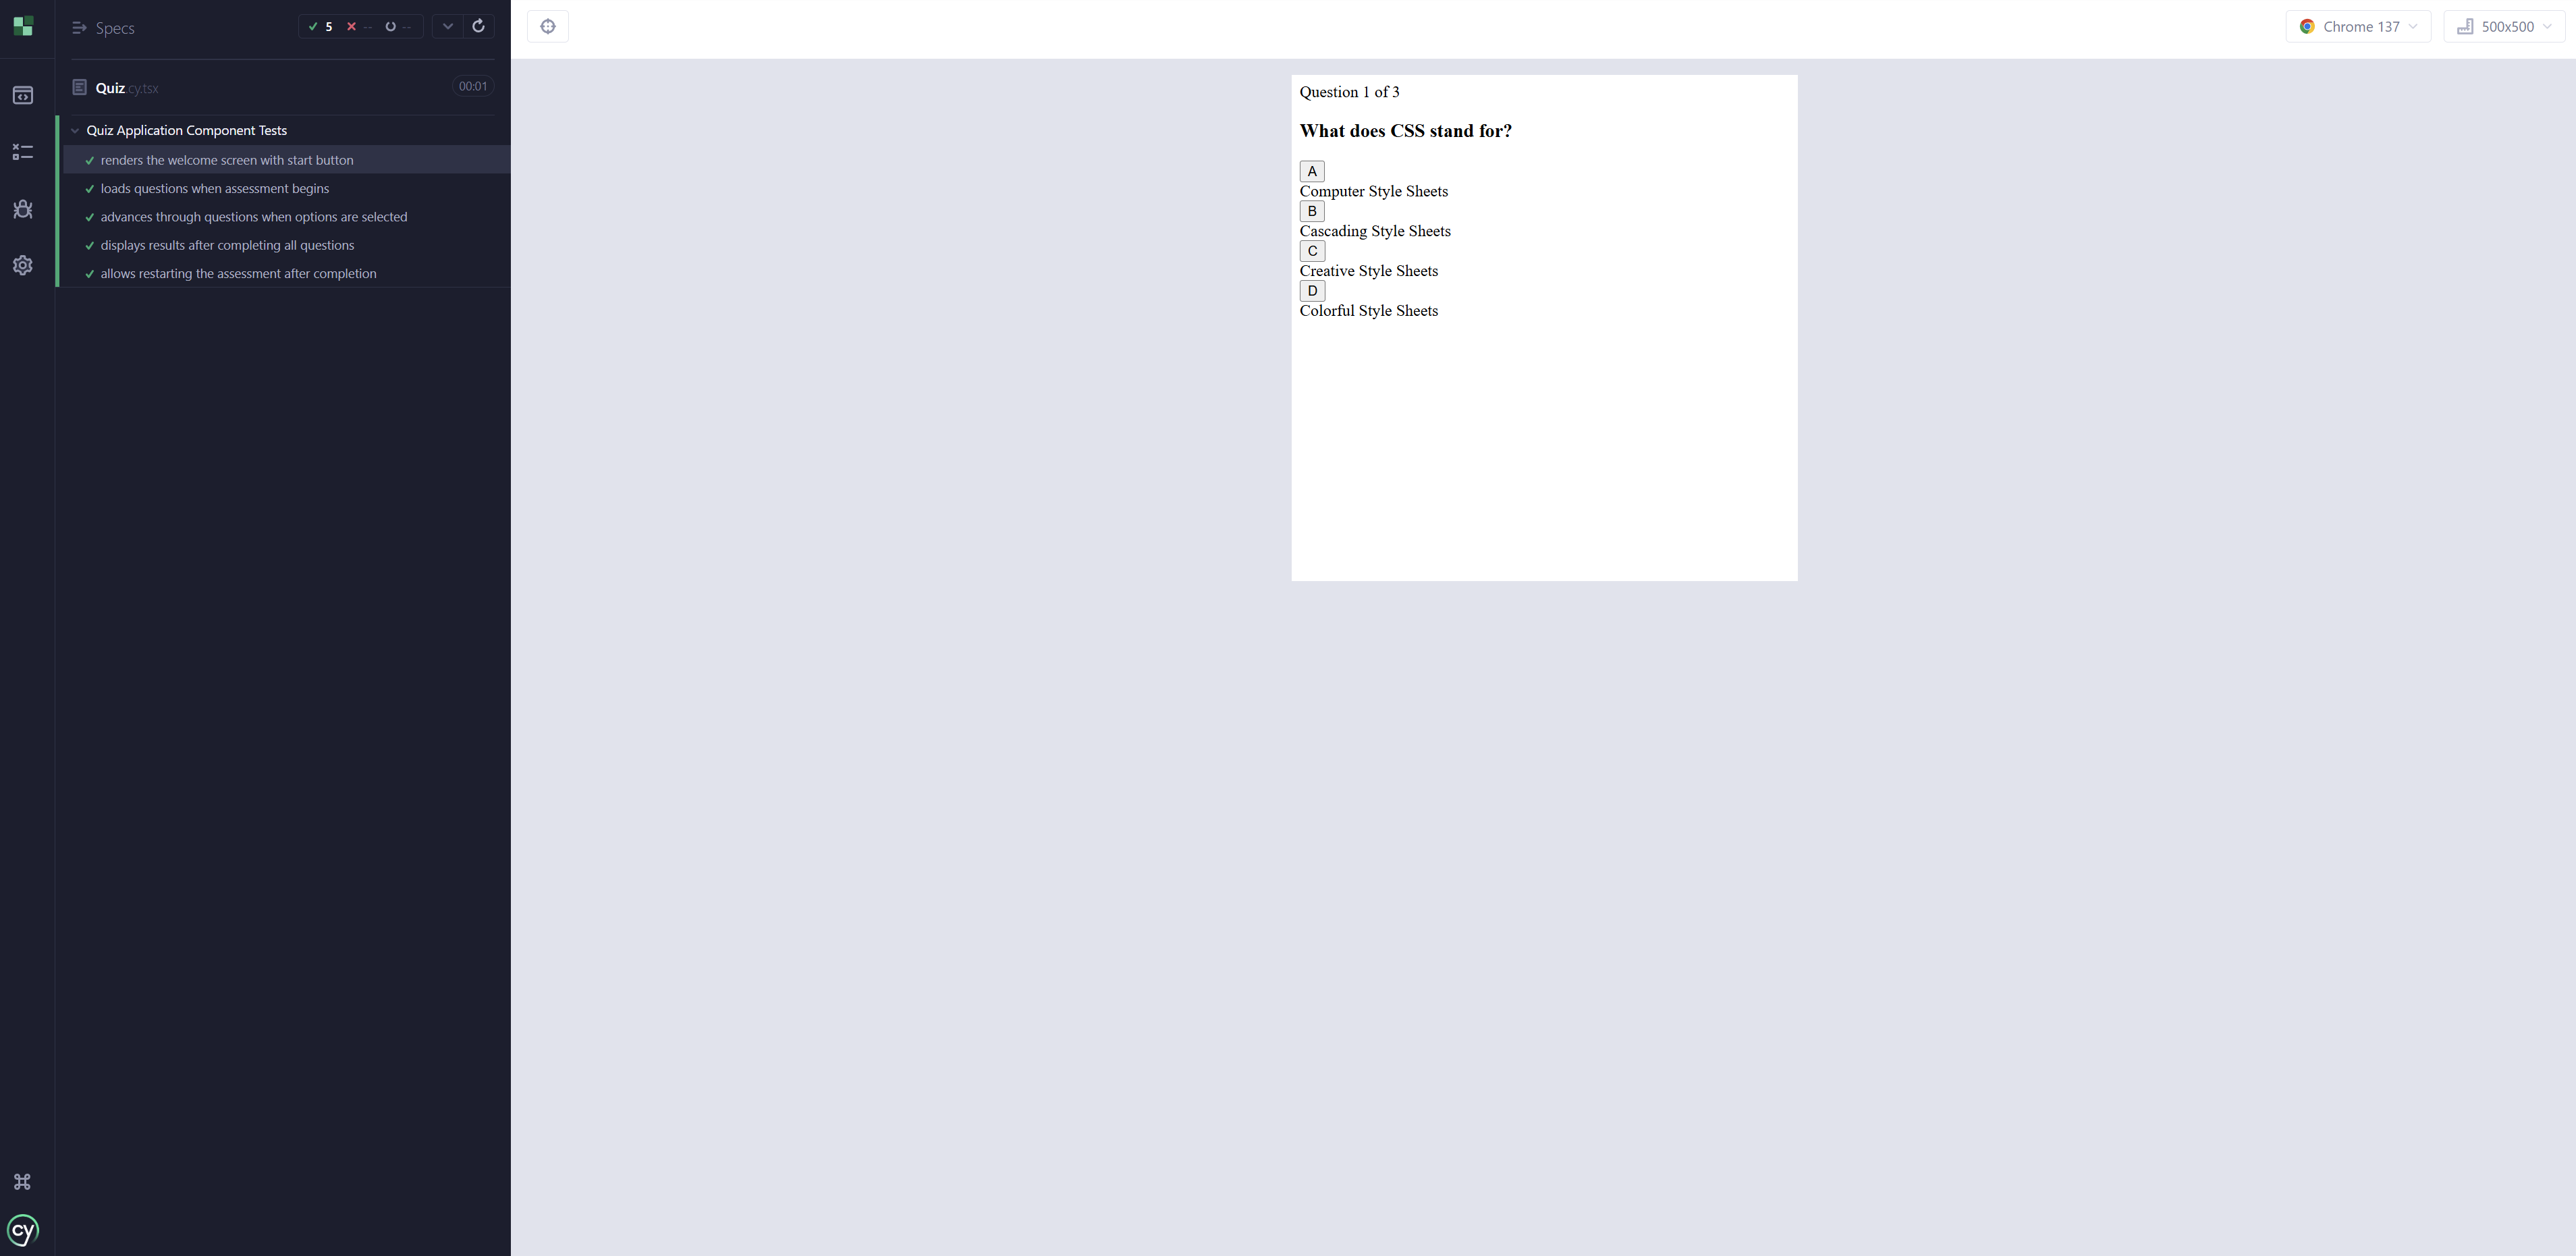 Specs
5 -- --
Quiz.cy.tsx 00:01
Quiz Application Component Tests
renders the welcome screen with start button
loads questions when assessment begins
advances through questions when options are selected
displays results after completing all questions
allows restarting the assessment after completion
cy
Chrome 137
500x500
Question 1 of 3
What does CSS stand for?
A
Computer Style Sheets
B
Cascading Style Sheets
C
Creative Style Sheets
D
Colorful Style Sheets